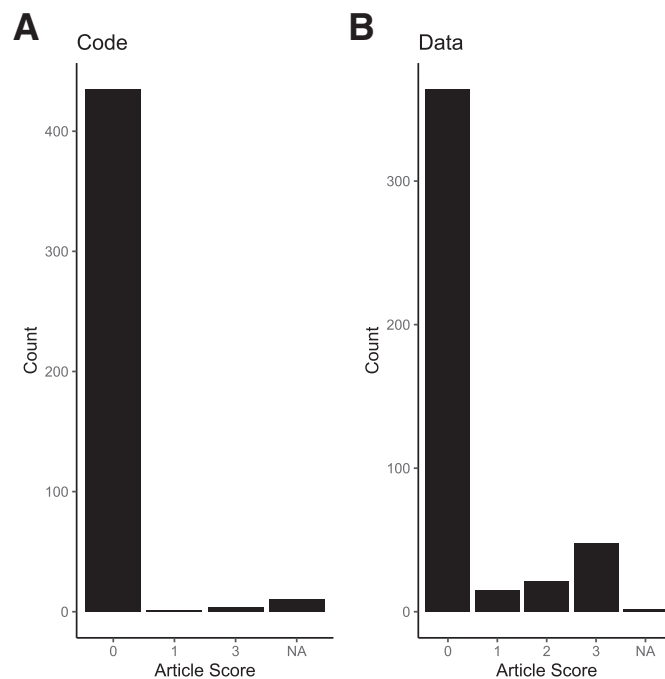 A
Code
Count
400
300
200
100
0
0 1 3 NA
Article Score
B
Data
Count
300
200
100
0
0 1 2 3 NA
Article Score